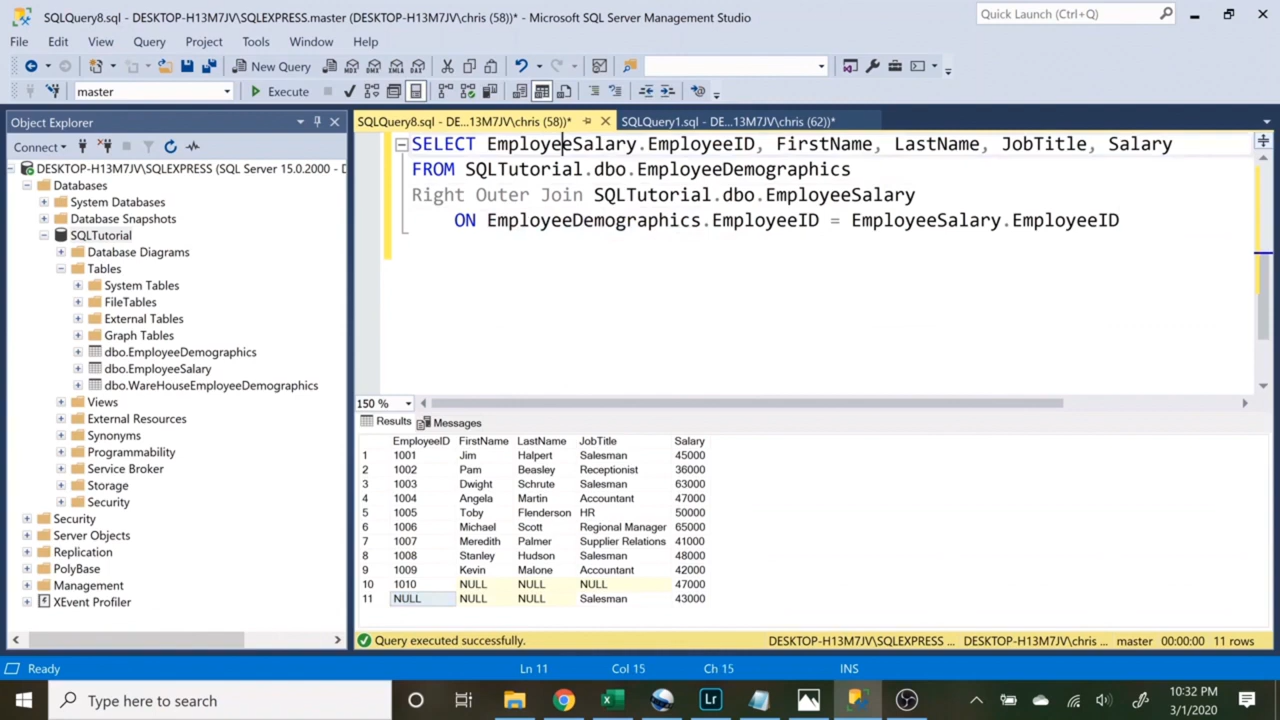 SQLQuery8.sql - DESKTOP-H13M7JV\SQLEXPRESS.master (DESKTOP-H13M7JV\chris (58))* - Microsoft SQL Server Management Studio
Quick Launch (Ctrl+Q)
File Edit View Query Project Tools Window Help
New Query MDX DMX XMLA DAX
master Execute
Object Explorer
SQLQuery8.sql - DE...13M7JV\chris (58))* SQLQuery1.sql - DE...13M7JV\chris (62))*
Connect
DESKTOP-H13M7JV\SQLEXPRESS (SQL Server 15.0.2000 - D
Databases
System Databases
Database Snapshots
SQLTutorial
Database Diagrams
Tables
System Tables
FileTables
External Tables
Graph Tables
dbo.EmployeeDemographics
dbo.EmployeeSalary
dbo.WareHouseEmployeeDemographics
Views
External Resources
Synonyms
Programmability
Service Broker
Storage
Security
Security
Server Objects
Replication
PolyBase
Management
XEvent Profiler
SELECT EmployeeSalary.EmployeeID, FirstName, LastName, JobTitle, Salary
FROM SQLTutorial.dbo.EmployeeDemographics
Right Outer Join SQLTutorial.dbo.EmployeeSalary
ON EmployeeDemographics.EmployeeID = EmployeeSalary.EmployeeID
150 %
Results Messages
EmployeeID FirstName LastName JobTitle Salary
1 1001 Jim Halpert Salesman 45000
2 1002 Pam Beasley Receptionist 36000
3 1003 Dwight Schrute Salesman 63000
4 1004 Angela Martin Accountant 47000
5 1005 Toby Flenderson HR 50000
6 1006 Michael Scott Regional Manager 65000
7 1007 Meredith Palmer Supplier Relations 41000
8 1008 Stanley Hudson Salesman 48000
9 1009 Kevin Malone Accountant 42000
10 1010 NULL NULL NULL 47000
11 NULL NULL NULL Salesman 43000
Query executed successfully. DESKTOP-H13M7JV\SQLEXPRESS ... DESKTOP-H13M7JV\chris ... master 00:00:00 11 rows
Ready Ln 11 Col 15 Ch 15 INS
Type here to search
Lr
10:32 PM
3/1/2020